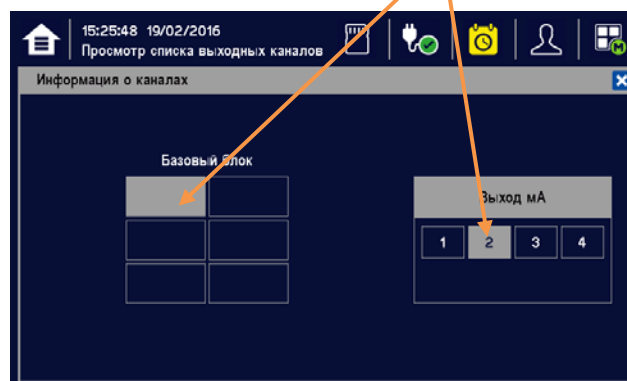 15:25:48 19/02/2016
Просмотр списка выходных каналов
Информация о каналах
Базовый блок
Выход мА
1 2 3 4